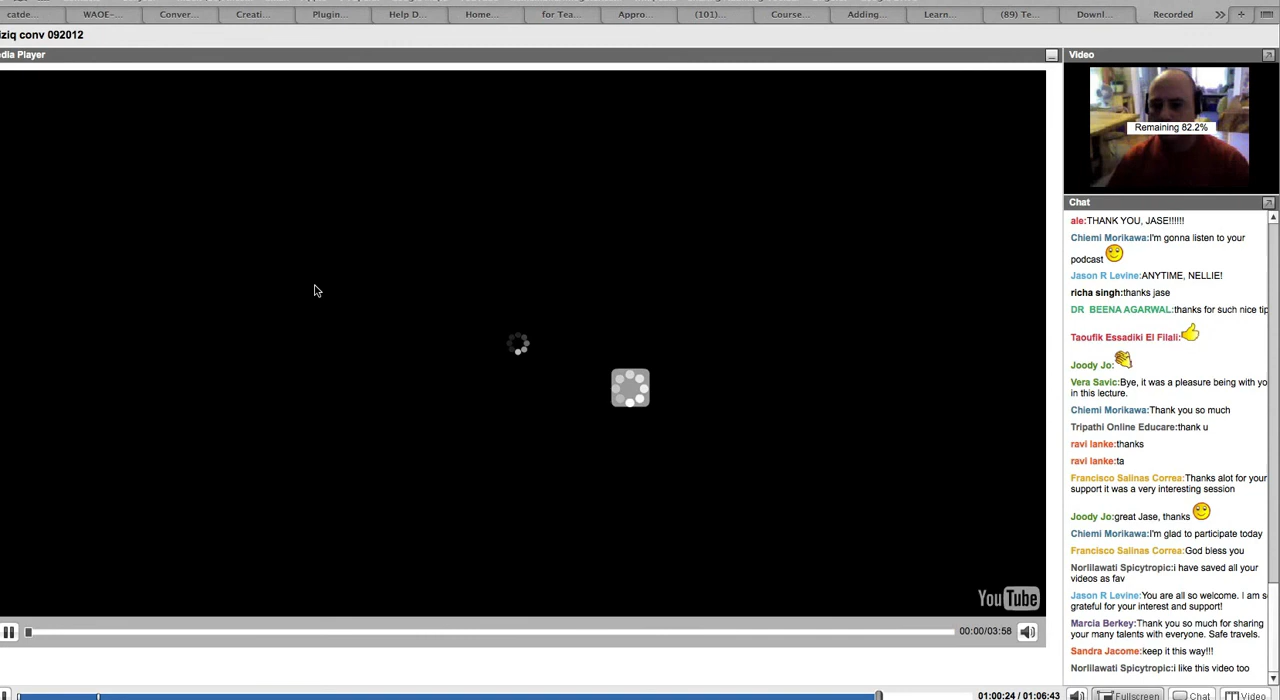 catde...
WAOE-...
Conver...
Creati...
Plugin...
Help D...
Home...
for Tea...
Appro...
(101)...
Course...
Adding...
Learn...
(89) Te...
Downl...
Recorded
ziq conv 092012
dia Player
Video
Remaining 82.2%
Chat
ale:THANK YOU, JASE!!!!!!
Chiemi Morikawa:I'm gonna listen to your
podcast
Jason R Levine:ANYTIME, NELLIE!
richa singh:thanks jase
DR BEENA AGARWAL:thanks for such nice tip
Taoufik Essadiki El Filali:
Joody Jo:
Vera Savic:Bye, it was a pleasure being with yo
in this lecture.
Chiemi Morikawa:Thank you so much
Tripathi Online Educare:thank u
ravi lanke:thanks
ravi lanke:ta
Francisco Salinas Correa:Thanks alot for your
support it was a very interesting session
Joody Jo:great Jase, thanks
Chiemi Morikawa:I'm glad to participate today
Francisco Salinas Correa:God bless you
Norlilawati Spicytropic:i have saved all your
videos as fav
Jason R Levine:You are all so welcome. I am s
grateful for your interest and support!
Marcia Berkey:Thank you so much for sharing
your many talents with everyone. Safe travels.
Sandra Jacome:keep it this way!!!
Norlilawati Spicytropic:i like this video too
YouTube
00:00/03:58
01:00:24 / 01:06:43
Fullscreen
Chat
Video